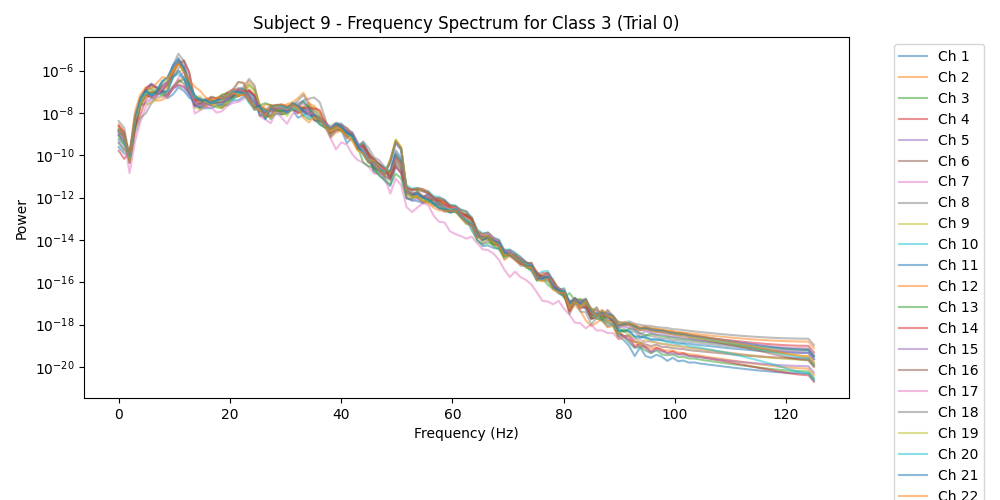 Subject 9 - Frequency Spectrum for Class 3 (Trial 0)
Power
10⁻⁶
10⁻⁸
10⁻¹⁰
10⁻¹²
10⁻¹⁴
10⁻¹⁶
10⁻¹⁸
10⁻²⁰
0 20 40 60 80 100 120
Frequency (Hz)
Ch 1
Ch 2
Ch 3
Ch 4
Ch 5
Ch 6
Ch 7
Ch 8
Ch 9
Ch 10
Ch 11
Ch 12
Ch 13
Ch 14
Ch 15
Ch 16
Ch 17
Ch 18
Ch 19
Ch 20
Ch 21
Ch 22